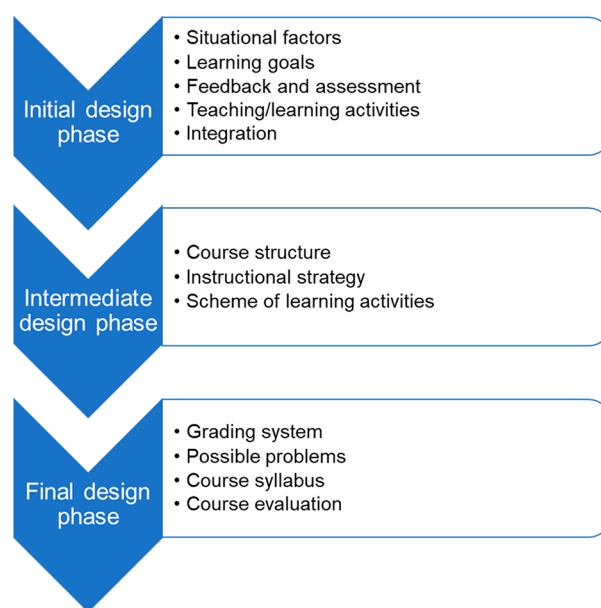 Initial design
phase
• Situational factors
• Learning goals
• Feedback and assessment
• Teaching/learning activities
• Integration
Intermediate
design phase
• Course structure
• Instructional strategy
• Scheme of learning activities
Final design
phase
• Grading system
• Possible problems
• Course syllabus
• Course evaluation